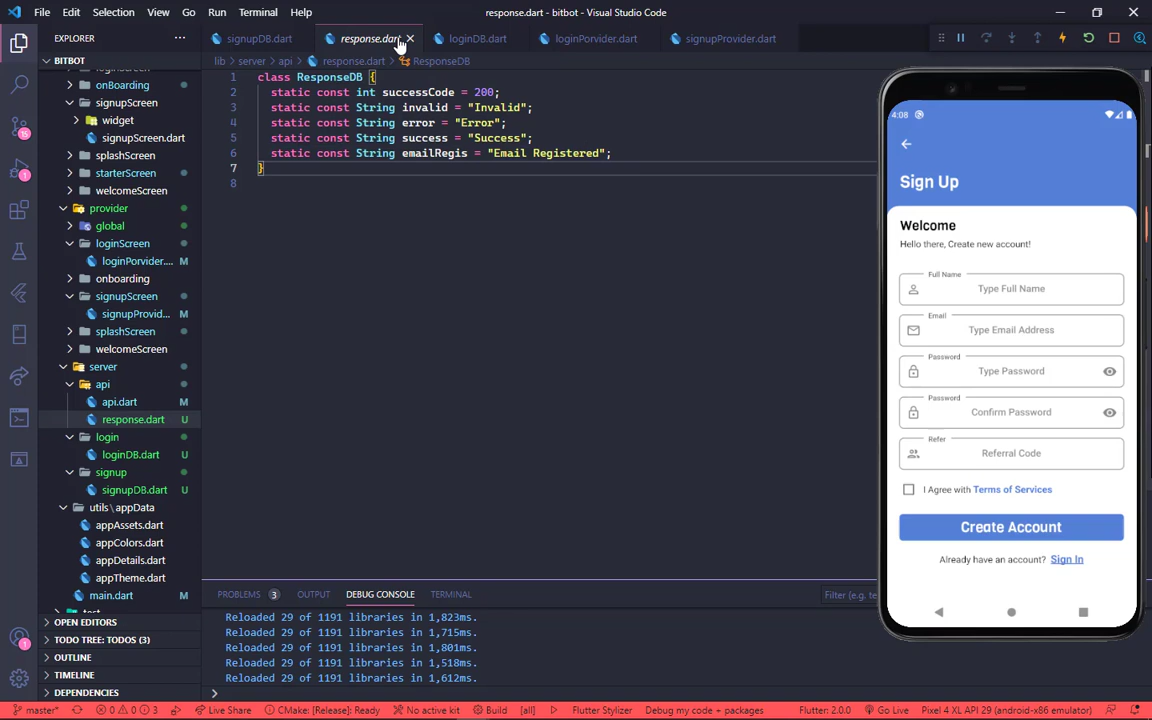 File Edit Selection View Go Run Terminal Help
response.dart - bitbot - Visual Studio Code
EXPLORER
signupDB.dart response.dart loginDB.dart loginPorvider.dart signupProvider.dart
BITBOT
lib > server > api > response.dart > ResponseDB
onBoarding
signupScreen
widget
signupScreen.dart
splashScreen
starterScreen
welcomeScreen
provider
global
loginScreen
loginPorvider.... M
onboarding
signupScreen
signupProvid... M
splashScreen
welcomeScreen
server
api
api.dart M
response.dart U
login
loginDB.dart U
signup
signupDB.dart U
utils\appData
appAssets.dart
appColors.dart
appDetails.dart
appTheme.dart
main.dart M
OPEN EDITORS
TODO TREE: TODOS (3)
OUTLINE
TIMELINE
DEPENDENCIES
1 class ResponseDB {
2 static const int successCode = 200;
3 static const String invalid = "Invalid";
4 static const String error = "Error";
5 static const String success = "Success";
6 static const String emailRegis = "Email Registered";
7 }
8
PROBLEMS 3 OUTPUT DEBUG CONSOLE TERMINAL
Filter (e.g. te
Reloaded 29 of 1191 libraries in 1,823ms.
Reloaded 29 of 1191 libraries in 1,715ms.
Reloaded 29 of 1191 libraries in 1,801ms.
Reloaded 29 of 1191 libraries in 1,518ms.
Reloaded 29 of 1191 libraries in 1,612ms.
4:08
Sign Up
Welcome
Hello there, Create new account!
Full Name
Type Full Name
Email
Type Email Address
Password
Type Password
Password
Confirm Password
Refer
Referral Code
I Agree with Terms of Services
Create Account
Already have an account? Sign In
15
1
1
master* 0 0 3 Live Share CMake: [Release]: Ready No active kit Build [all] Flutter Stylizer Debug my code + packages Flutter: 2.0.0 Go Live Pixel 4 XL API 29 (android-x86 emulator)